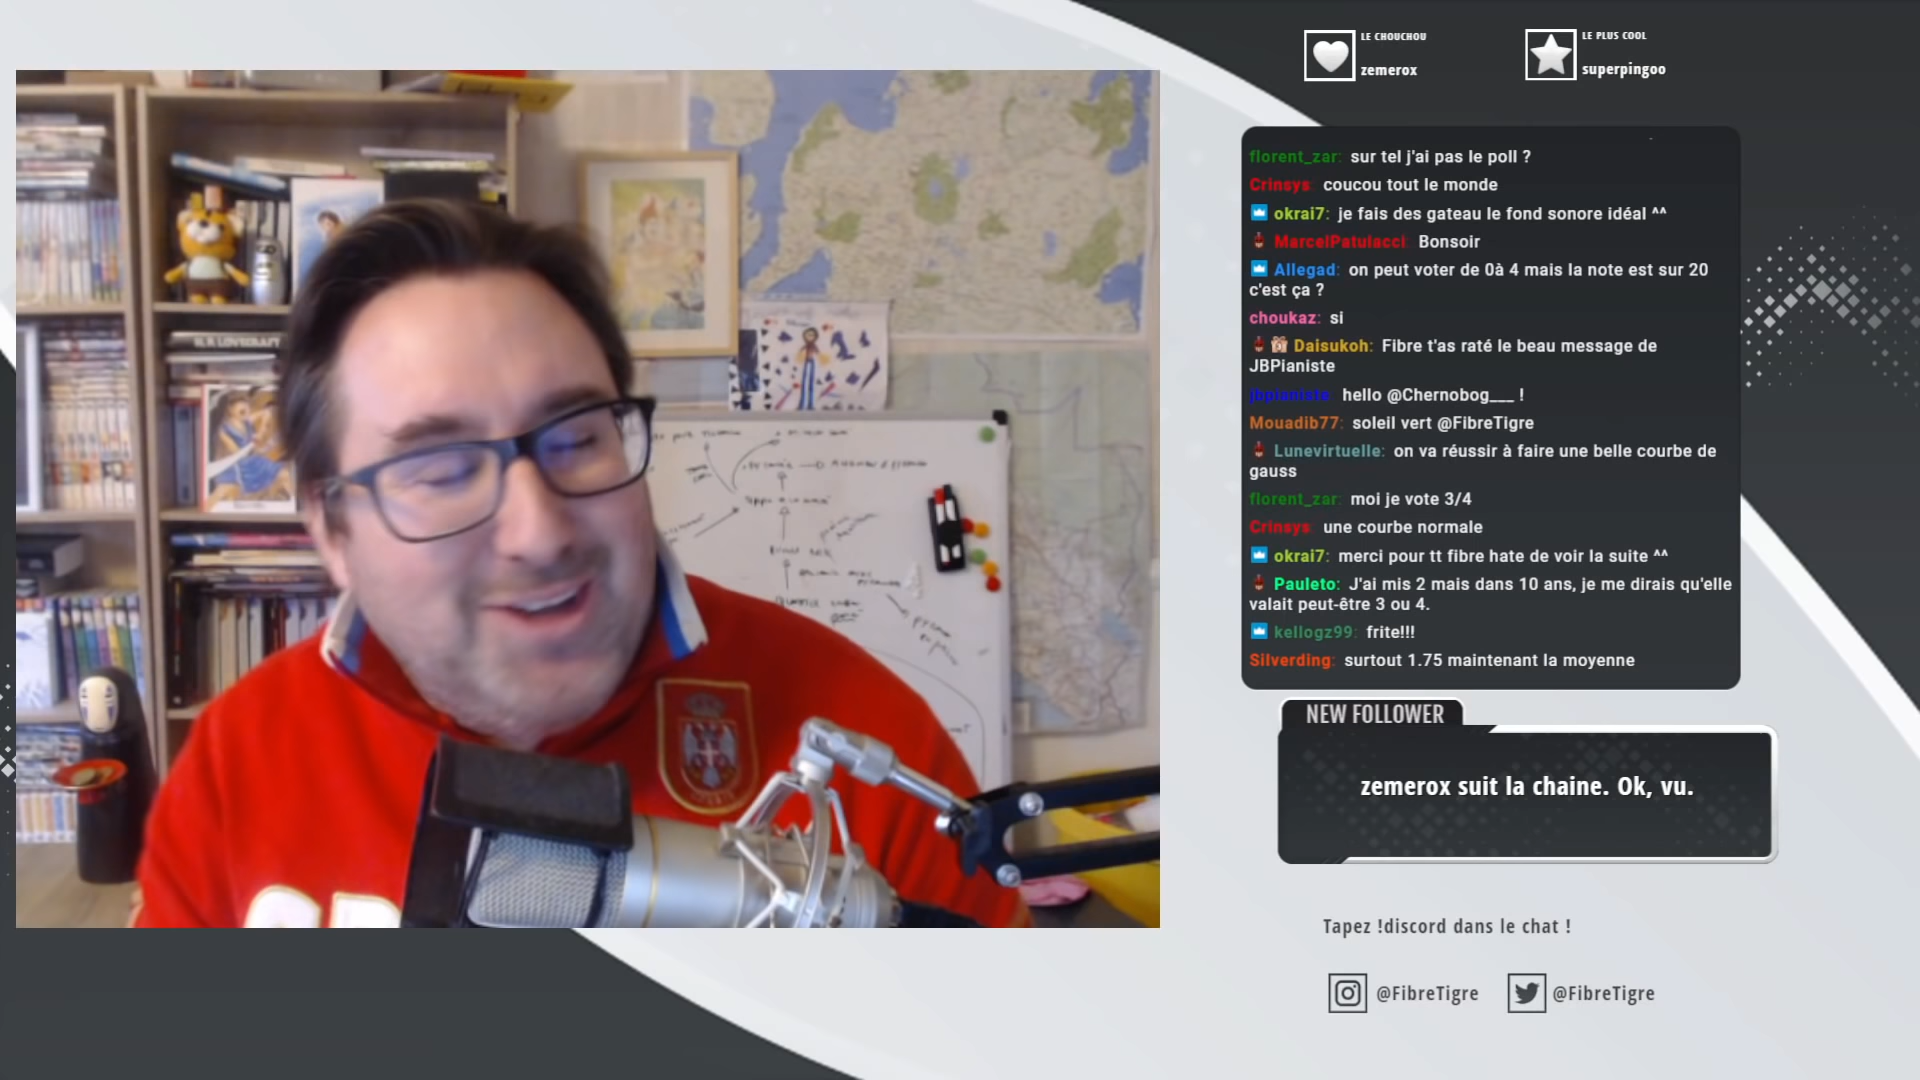 LE CHOUCHOU
zemerox
LE PLUS COOL
superpingoo
florent_zar: sur tel j'ai pas le poll ?
Crinsys: coucou tout le monde
okrai7: je fais des gateau le fond sonore idéal ^^
MarcelPatulacci: Bonsoir
Allegad: on peut voter de 0à 4 mais la note est sur 20
c'est ça ?
choukaz: si
Daisukoh: Fibre t'as raté le beau message de
JBPianiste
jbpianiste: hello @Chernobog___ !
Mouadib77: soleil vert @FibreTigre
Lunevirtuelle: on va réussir à faire une belle courbe de
gauss
florent_zar: moi je vote 3/4
Crinsys: une courbe normale
okrai7: merci pour tt fibre hate de voir la suite ^^
Pauleto: J'ai mis 2 mais dans 10 ans, je me dirais qu'elle
valait peut-être 3 ou 4.
kellogz99: frite!!!
Silverding: surtout 1.75 maintenant la moyenne
NEW FOLLOWER
zemerox suit la chaine. Ok, vu.
Tapez !discord dans le chat !
@FibreTigre
@FibreTigre
H.P. LOVECRAFT